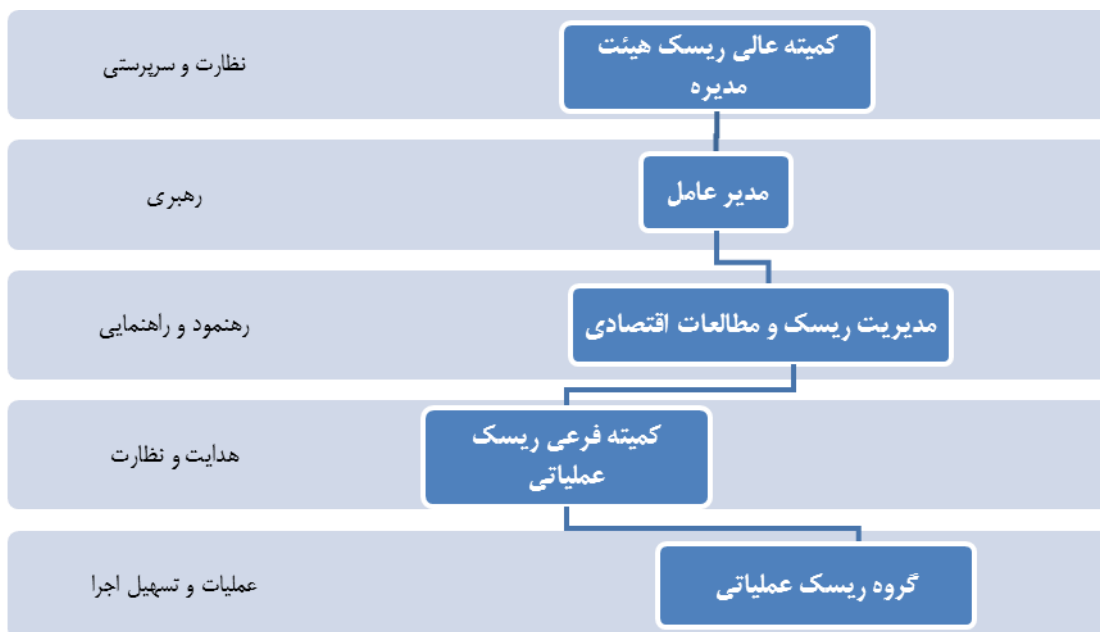 کمیته عالی ریسک هیئت
مدیره
نظارت و سرپرستی
مدیر عامل
رهبری
مدیریت ریسک و مطالعات اقتصادی
رهنمود و راهنمایی
کمیته فرعی ریسک
عملیاتی
هدایت و نظارت
گروه ریسک عملیاتی
عملیات و تسهیل اجرا